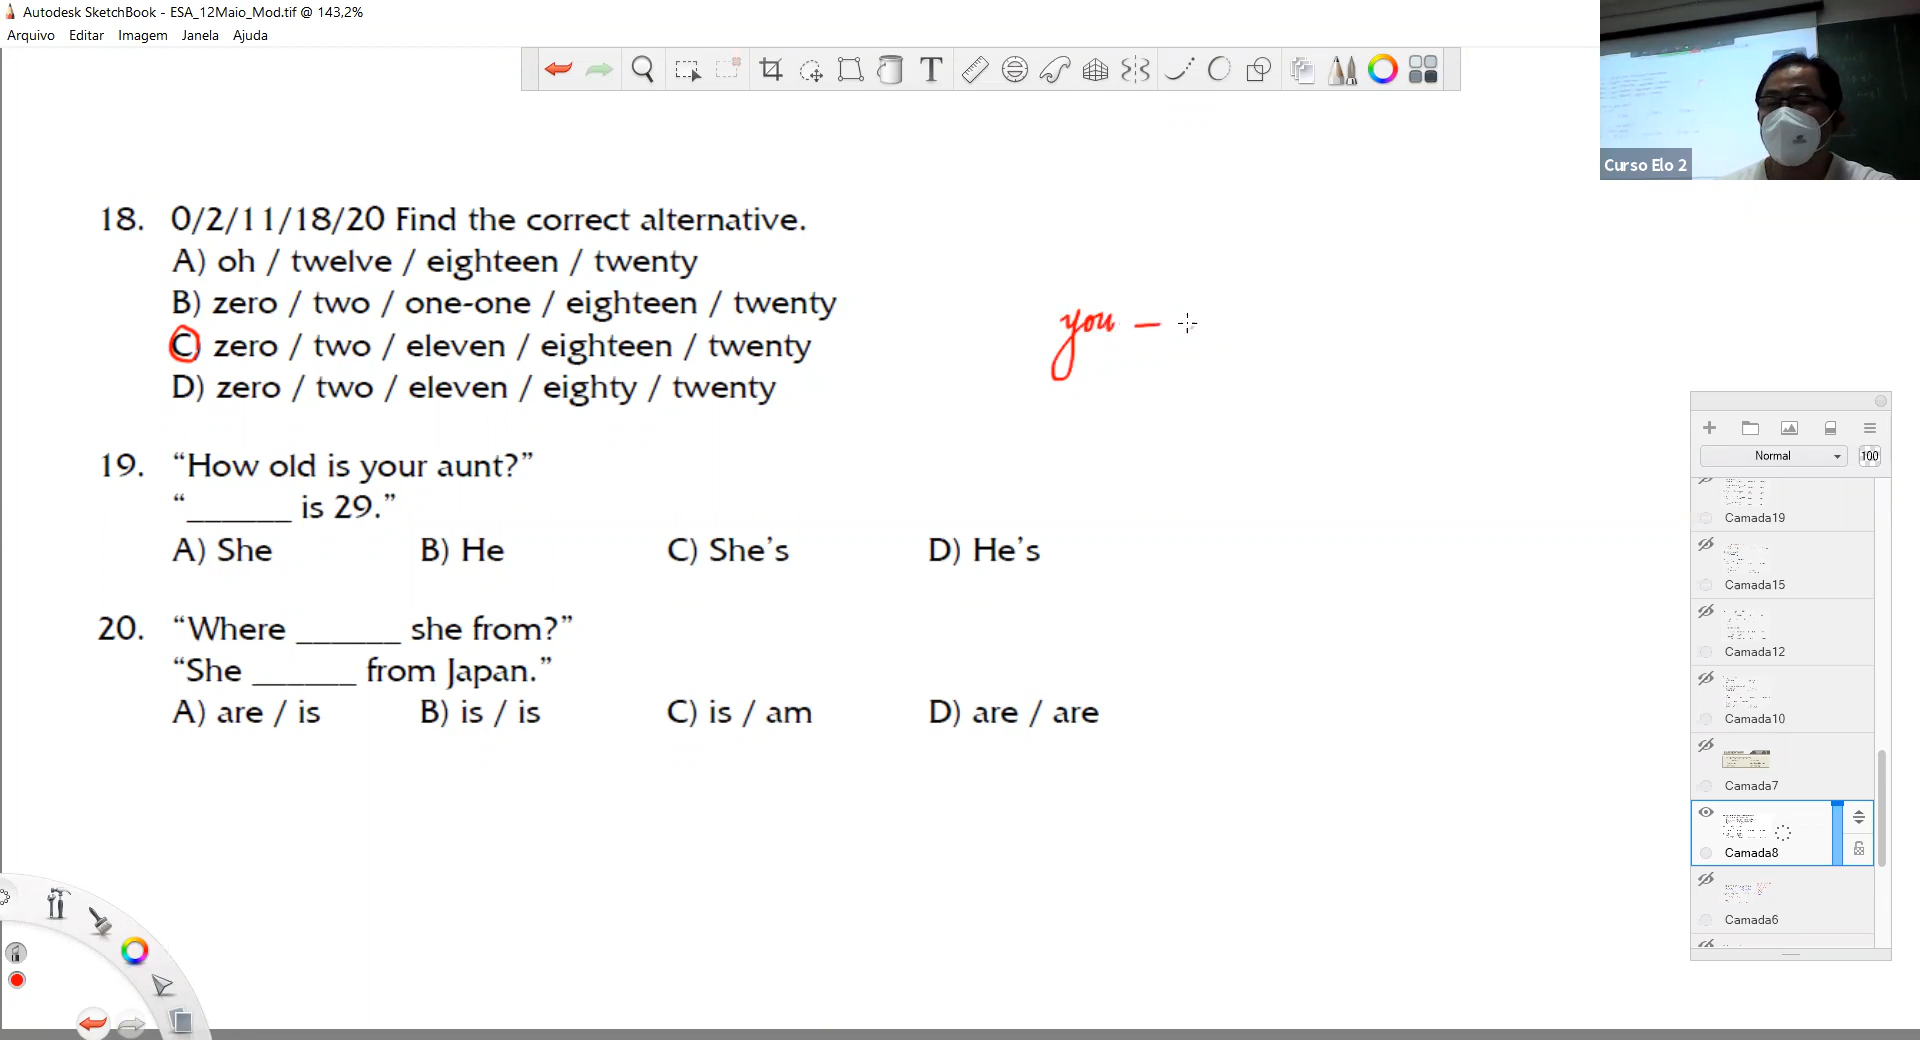 Autodesk SketchBook - ESA_12Maio_Mod.tif @ 143,2%
Arquivo Editar Imagem Janela Ajuda
T
Curso Elo 2
18. 0/2/11/18/20 Find the correct alternative.
A) oh / twelve / eighteen / twenty
B) zero / two / one-one / eighteen / twenty
C) zero / two / eleven / eighteen / twenty
D) zero / two / eleven / eighty / twenty
you —
19. “How old is your aunt?”
“______ is 29.”
A) She B) He C) She’s D) He’s
20. “Where ______ she from?”
“She ______ from Japan.”
A) are / is B) is / is C) is / am D) are / are
Normal 100
Camada19
Camada15
Camada12
Camada10
Camada7
Camada8
Camada6